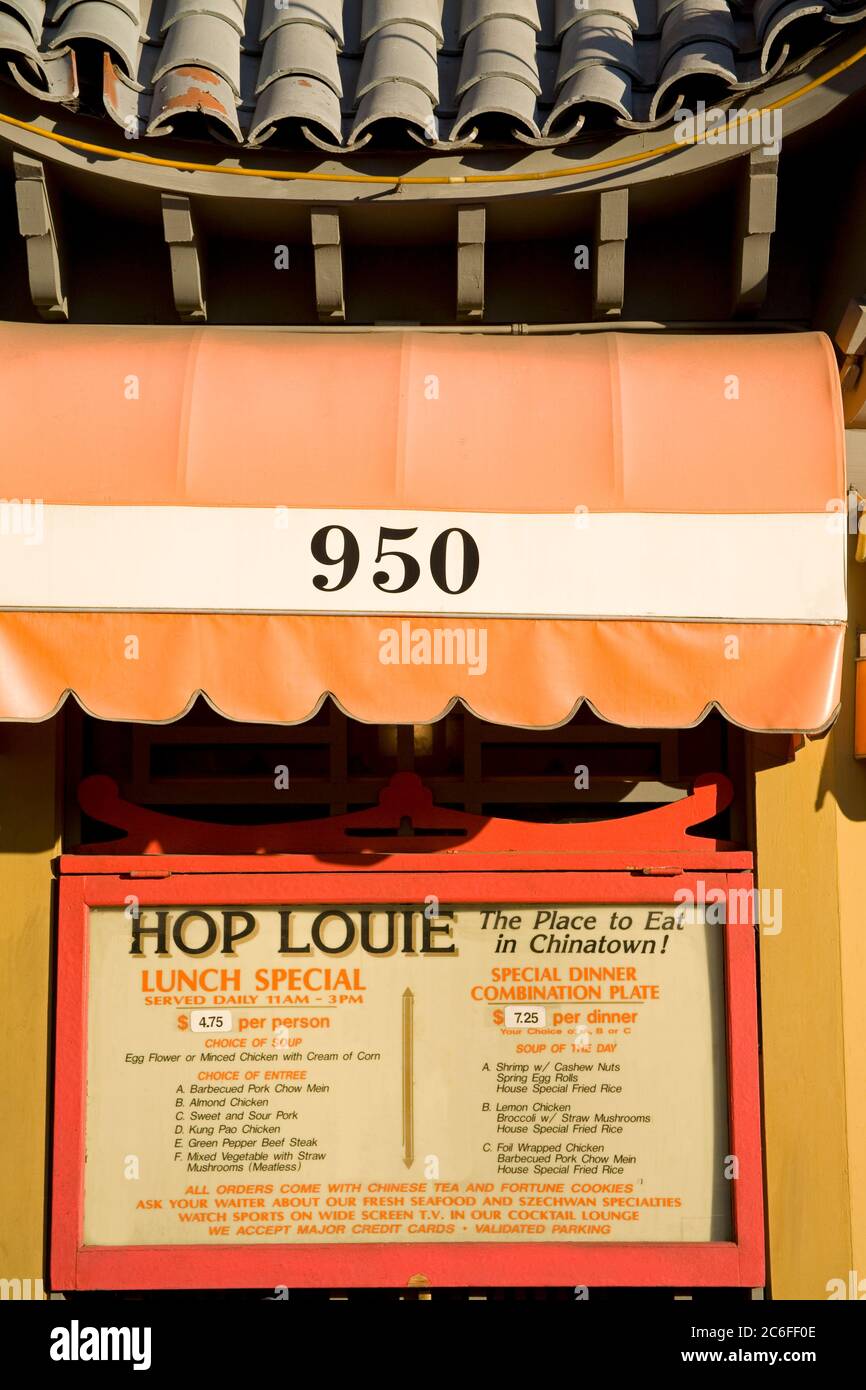 950
HOP LOUIE
The Place to Eat
in Chinatown!
LUNCH SPECIAL
SERVED DAILY 11AM - 3PM
$ 4.75 per person
CHOICE OF SOUP
Egg Flower or Minced Chicken with Cream of Corn
CHOICE OF ENTREE
A. Barbecued Pork Chow Mein
B. Almond Chicken
C. Sweet and Sour Pork
D. Kung Pao Chicken
E. Green Pepper Beef Steak
F. Mixed Vegetable with Straw
Mushrooms (Meatless)
SPECIAL DINNER
COMBINATION PLATE
$ 7.25 per dinner
Your Choice of A, B or C
SOUP OF THE DAY
A. Shrimp w/ Cashew Nuts
Spring Egg Rolls
House Special Fried Rice
B. Lemon Chicken
Broccoli w/ Straw Mushrooms
House Special Fried Rice
C. Foil Wrapped Chicken
Barbecued Pork Chow Mein
House Special Fried Rice
ALL ORDERS COME WITH CHINESE TEA AND FORTUNE COOKIES
ASK YOUR WAITER ABOUT OUR FRESH SEAFOOD AND SZECHWAN SPECIALTIES
WATCH SPORTS ON WIDE SCREEN T.V. IN OUR COCKTAIL LOUNGE
WE ACCEPT MAJOR CREDIT CARDS • VALIDATED PARKING
alamy
a
alamy
Image ID: 2C6FF0E
www.alamy.com